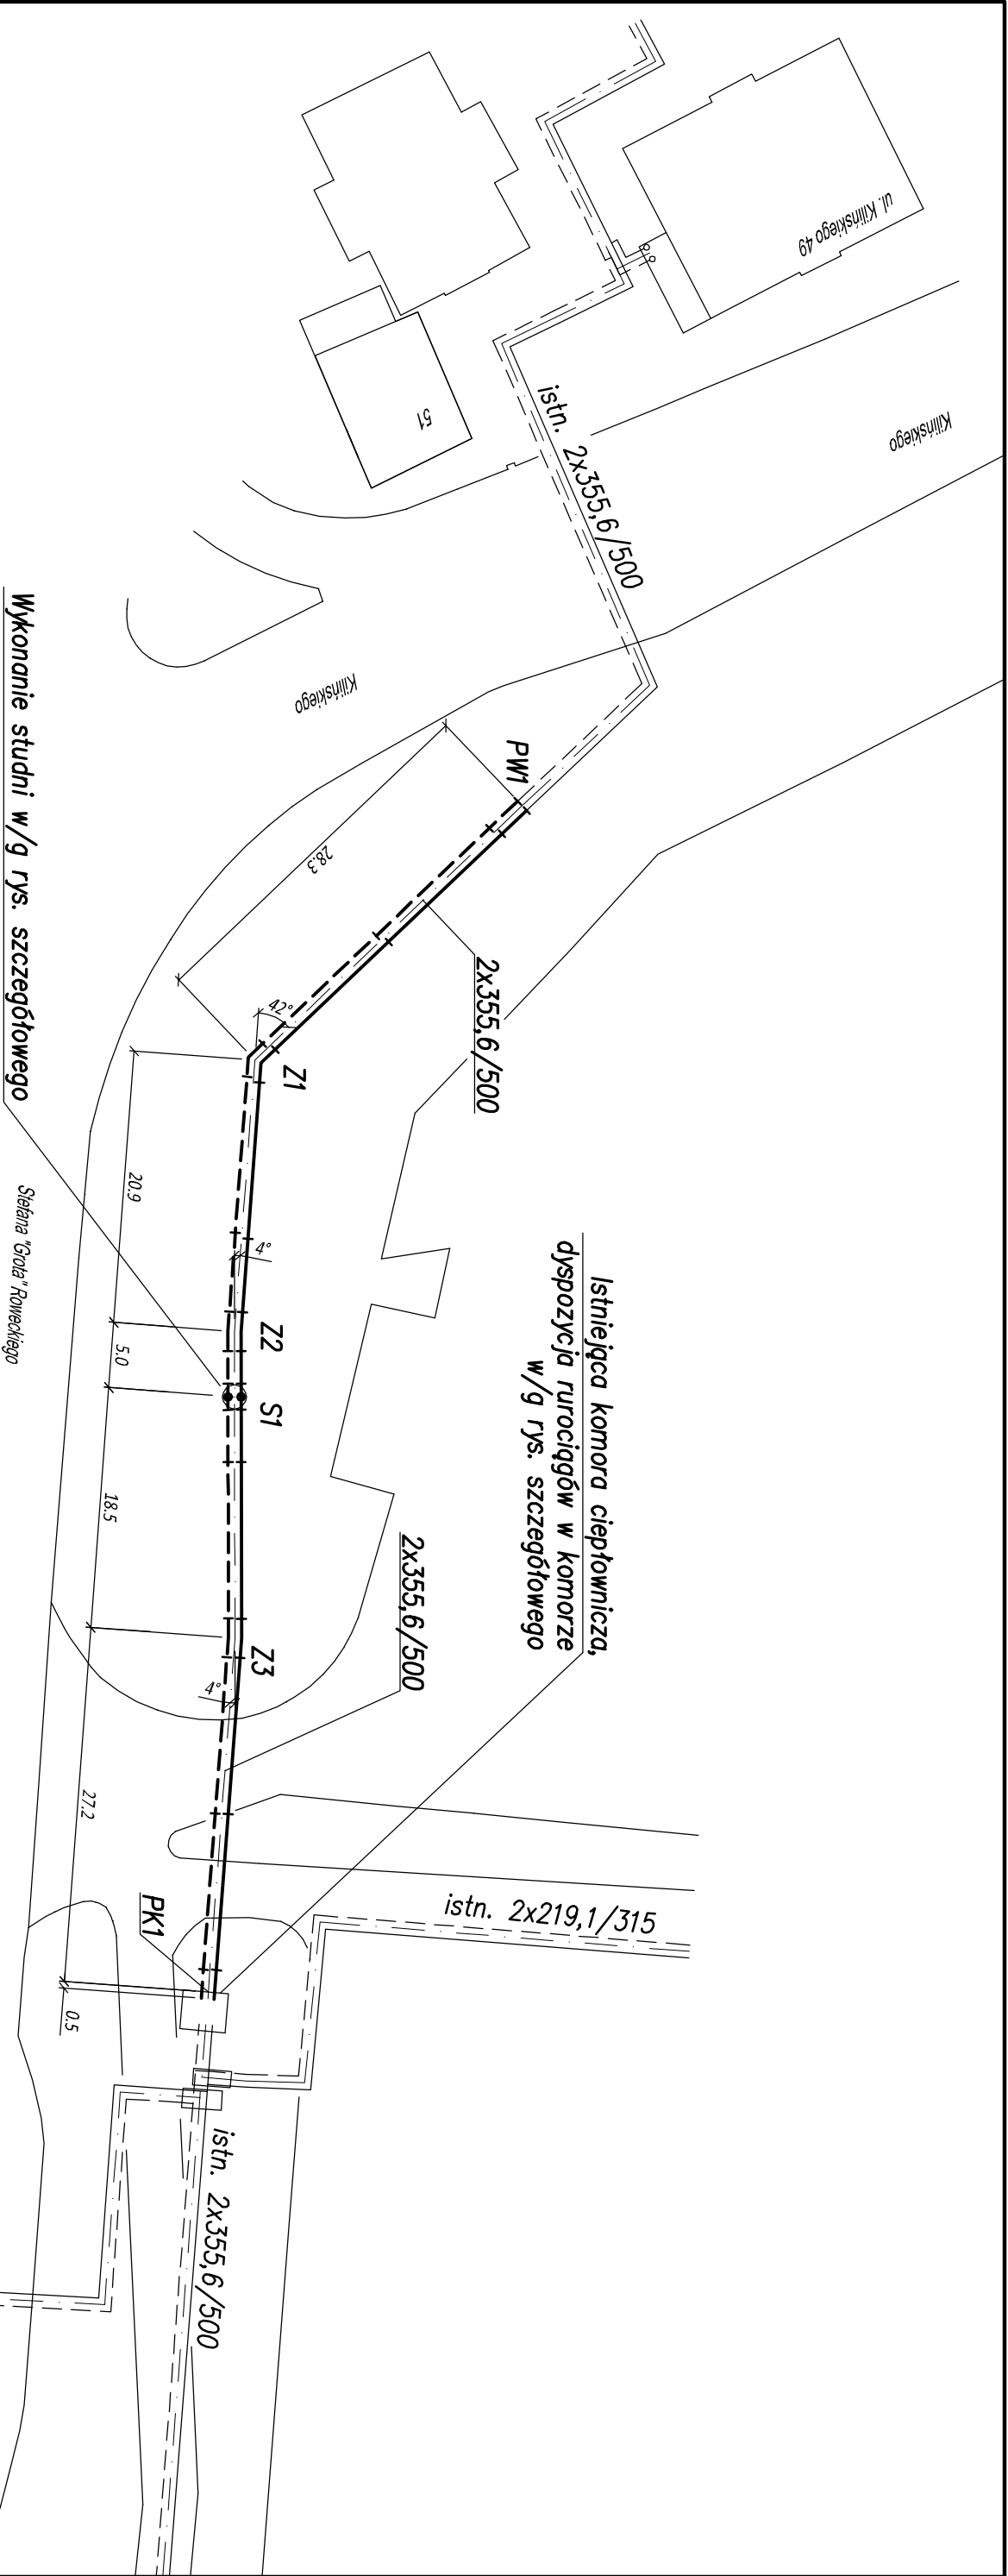 ul. Kilińskiego 49
Kilińskiego
51
istn. 2x355,6/500
Kilińskiego
PW1
28.3
2x355,6/500
42°
Z1
20.9
4°
Z2
5.0
S1
18.5
Wykonanie studni w/g rys. szczegółowego
Stefana "Grota" Roweckiego
Istniejąca komora ciepłownicza,
dyspozycja rurociągów w komorze
w/g rys. szczegółowego
2x355,6/500
Z3
4°
27.2
PK1
0.5
istn. 2x219,1/315
istn. 2x355,6/500